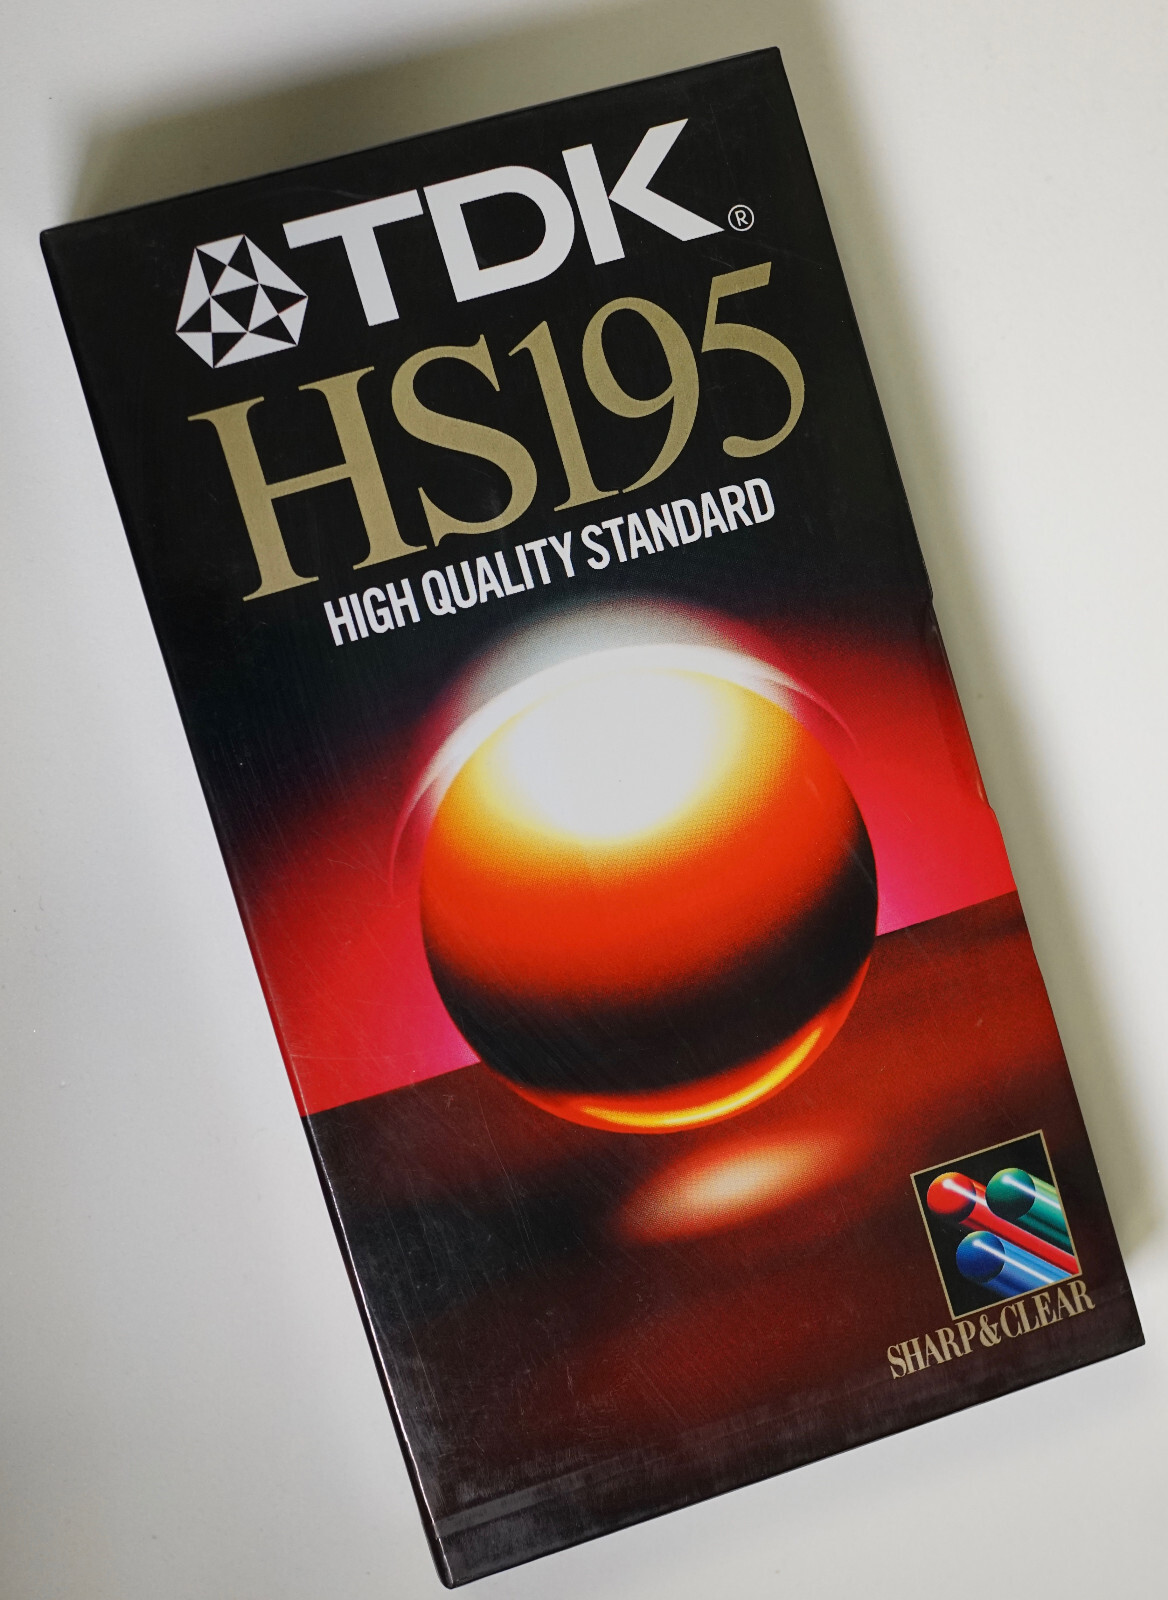 TDK®
HS195
HIGH QUALITY STANDARD
SHARP&CLEAR